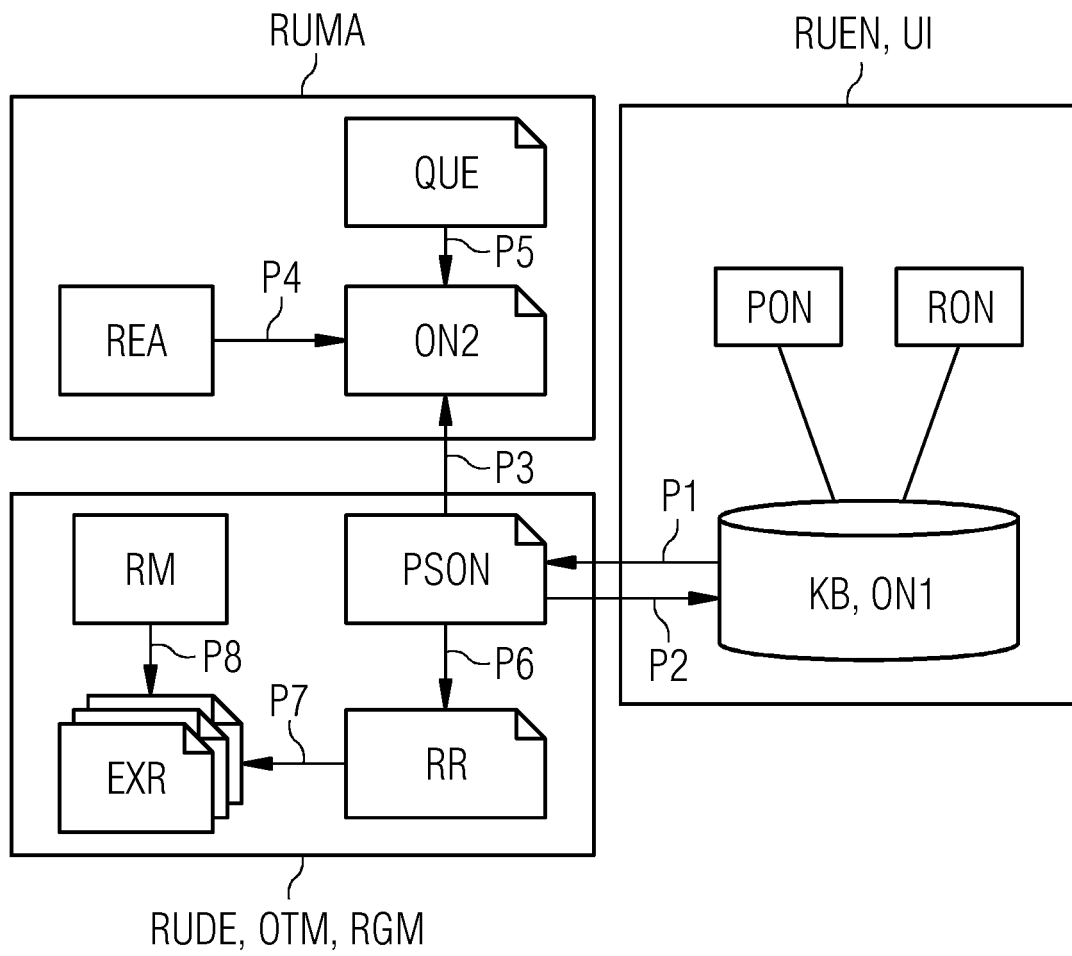 RUMA
RUEN, UI
QUE
P5
P4
REA
ON2
PON
RON
P3
P1
RM
PSON
KB, ON1
P8
P6
P2
P7
EXR
RR
RUDE, OTM, RGM